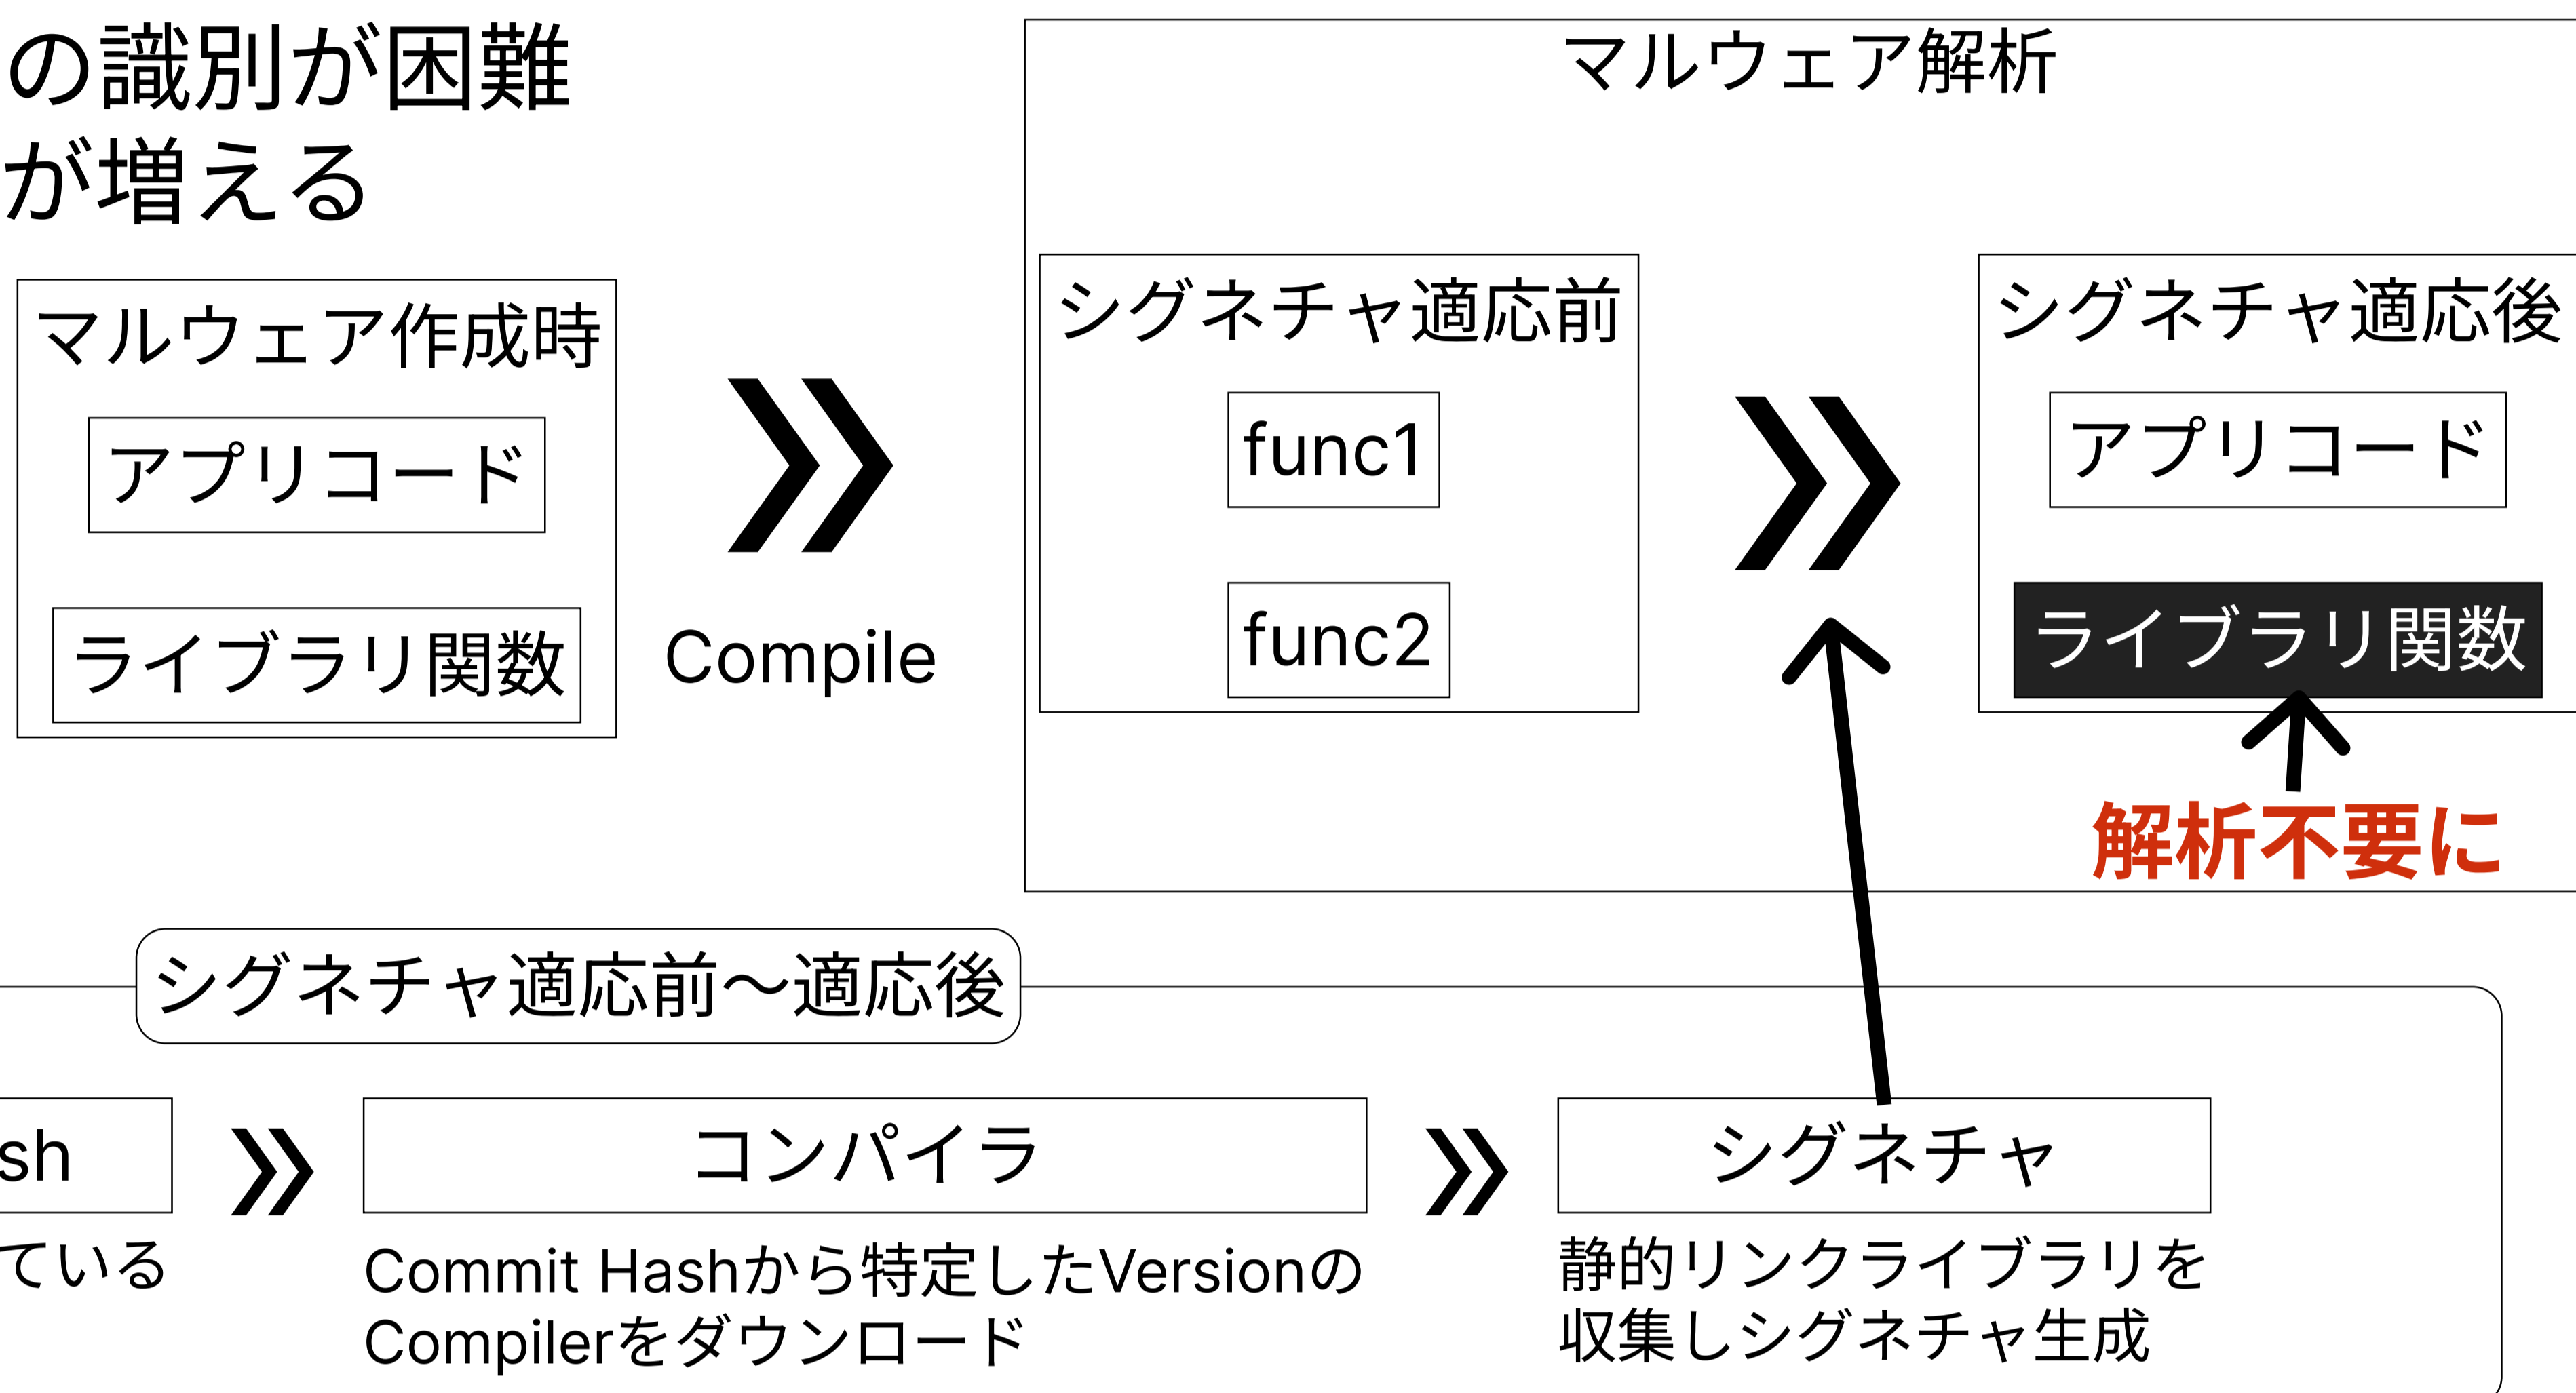 の識別が困難
が増える
マルウェア作成時
アプリコード
ライブラリ関数
Compile
マルウェア解析
シグネチャ適応前
func1
func2
シグネチャ適応後
アプリコード
ライブラリ関数
解析不要に
シグネチャ適応前〜適応後
sh
ている
コンパイラ
Commit Hashから特定したVersionの
Compilerをダウンロード
シグネチャ
静的リンクライブラリを
収集しシグネチャ生成